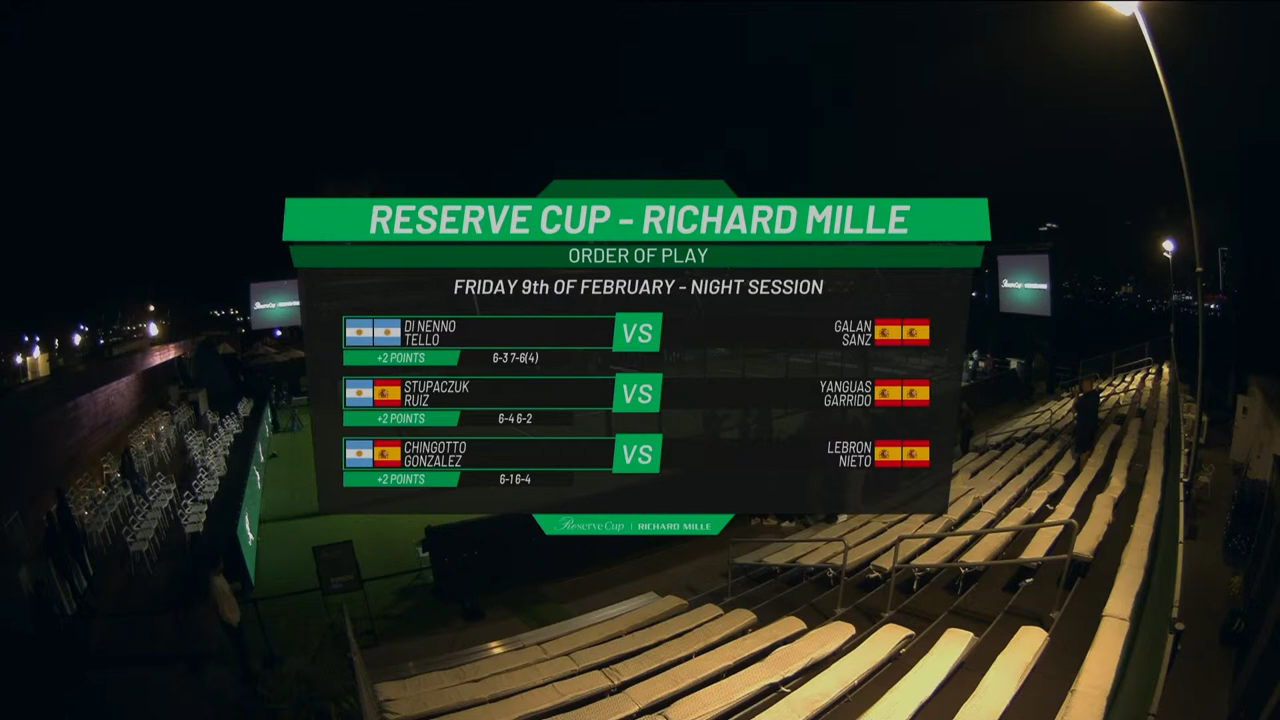 RESERVE CUP - RICHARD MILLE
ORDER OF PLAY
FRIDAY 9th OF FEBRUARY - NIGHT SESSION
DI NENNO
TELLO
VS
GALAN
SANZ
+2 POINTS 6-3 7-6(4)
STUPACZUK
RUIZ
VS
YANGUAS
GARRIDO
+2 POINTS 6-4 6-2
CHINGOTTO
GONZALEZ
VS
LEBRON
NIETO
+2 POINTS 6-1 6-4
Reserve Cup | RICHARD MILLE